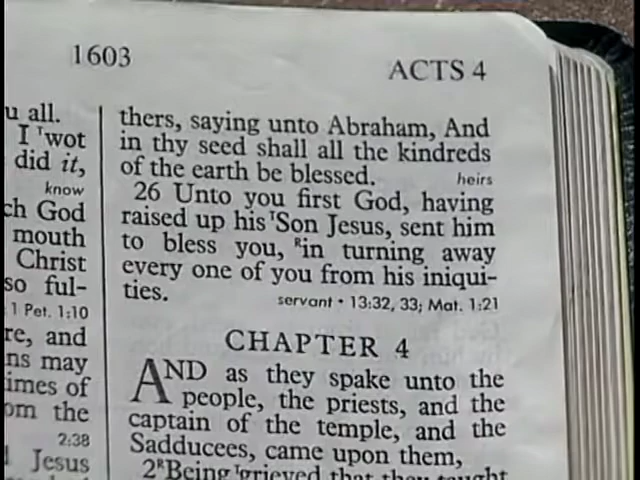 1603
ACTS 4
u all.
I ᵀwot
did it,
know
ch God
mouth
Christ
so ful-
1 Pet. 1:10
re, and
ns may
imes of
om the
2:38
Jesus
thers, saying unto Abraham, And
in thy seed shall all the kindreds
of the earth be blessed. heirs
26 Unto you first God, having
raised up his ᵀSon Jesus, sent him
to bless you, ᴿin turning away
every one of you from his iniqui-
ties. servant • 13:32, 33; Mat. 1:21
CHAPTER 4
AND as they spake unto the
people, the priests, and the
captain of the temple, and the
Sadducees, came upon them,
2ᴿBeing ᵀgrieved that they taught